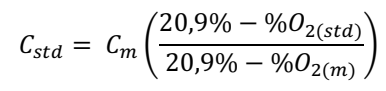 C_std = C_m ( (20,9% − %O_2(std)) / (20,9% − %O_2(m)) )